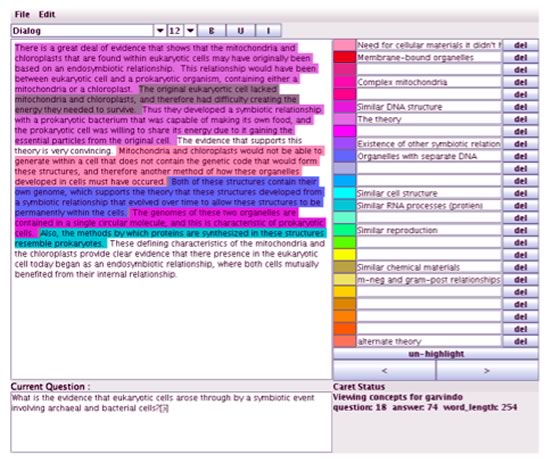 File Edit
Dialog 12 B U I
There is a great deal of evidence that shows that the mitochondria and
chloroplasts that are found within eukaryotic cells may have originally been
based on an endosymbiotic relationship. This relationship would have been
between eukaryotic cell and a prokaryotic organism, containing either a
mitochondria or a chloroplast. The original eukaryotic cell lacked
mitochondria and chloroplasts, and therefore had difficulty creating the
energy they needed to survive. Thus they developed a symbiotic relationship
with a prokaryotic bacterium that was capable of making its own food, and
the prokaryotic cell was willing to share its energy due to it gaining the
essential particles from the original cell. The evidence that supports this
theory is very convincing. Mitochondria and chloroplasts would not be able to
generate within a cell that does not contain the genetic code that would form
these structures, and therefore another method of how these organelles
developed in cells must have occured. Both of these structures contain their
own genome, which supports the theory that these structures developed from
a symbiotic relationship that evolved over time to allow these structures to be
permanently within the cells. The genomes of these two organelles are
contained in a single circular molecule, and this is characteristic of prokaryotic
cells. Also, the methods by which proteins are synthesized in these structures
resemble prokaryotes. These defining characteristics of the mitochondria and
the chloroplasts provide clear evidence that there presence in the eukaryotic
cell today began as an endosymbiotic relationship, where both cells mutually
benefited from their internal relationship.
Need for cellular materials it didn't del
Membrane-bound organelles del
del
Complex mitochondria del
del
Similar DNA structure del
The theory del
del
Existence of other symbiotic relation del
Organelles with separate DNA del
del
del
Similar cell structure del
Similar RNA processes (protien) del
del
Similar reproduction del
del
del
Similar chemical materials del
m-neg and gram-post relationships del
del
del
del
del
alternate theory del
un-highlight
< >
Current Question :
What is the evidence that eukaryotic cells arose through by a symbiotic event
involving archaeal and bacterial cells?
Caret Status
Viewing concepts for garvindo
question: 18 answer: 74 word_length: 254